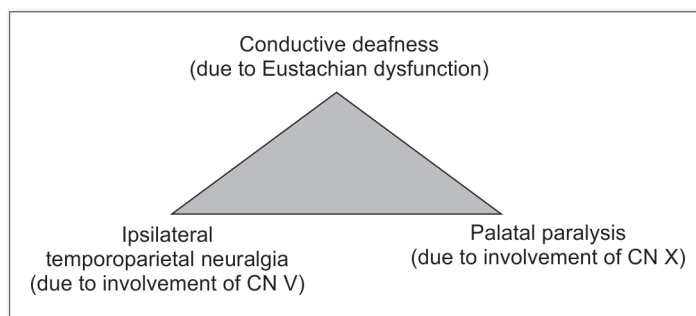 Conductive deafness
(due to Eustachian dysfunction)
Ipsilateral
temporoparietal neuralgia
(due to involvement of CN V)
Palatal paralysis
(due to involvement of CN X)